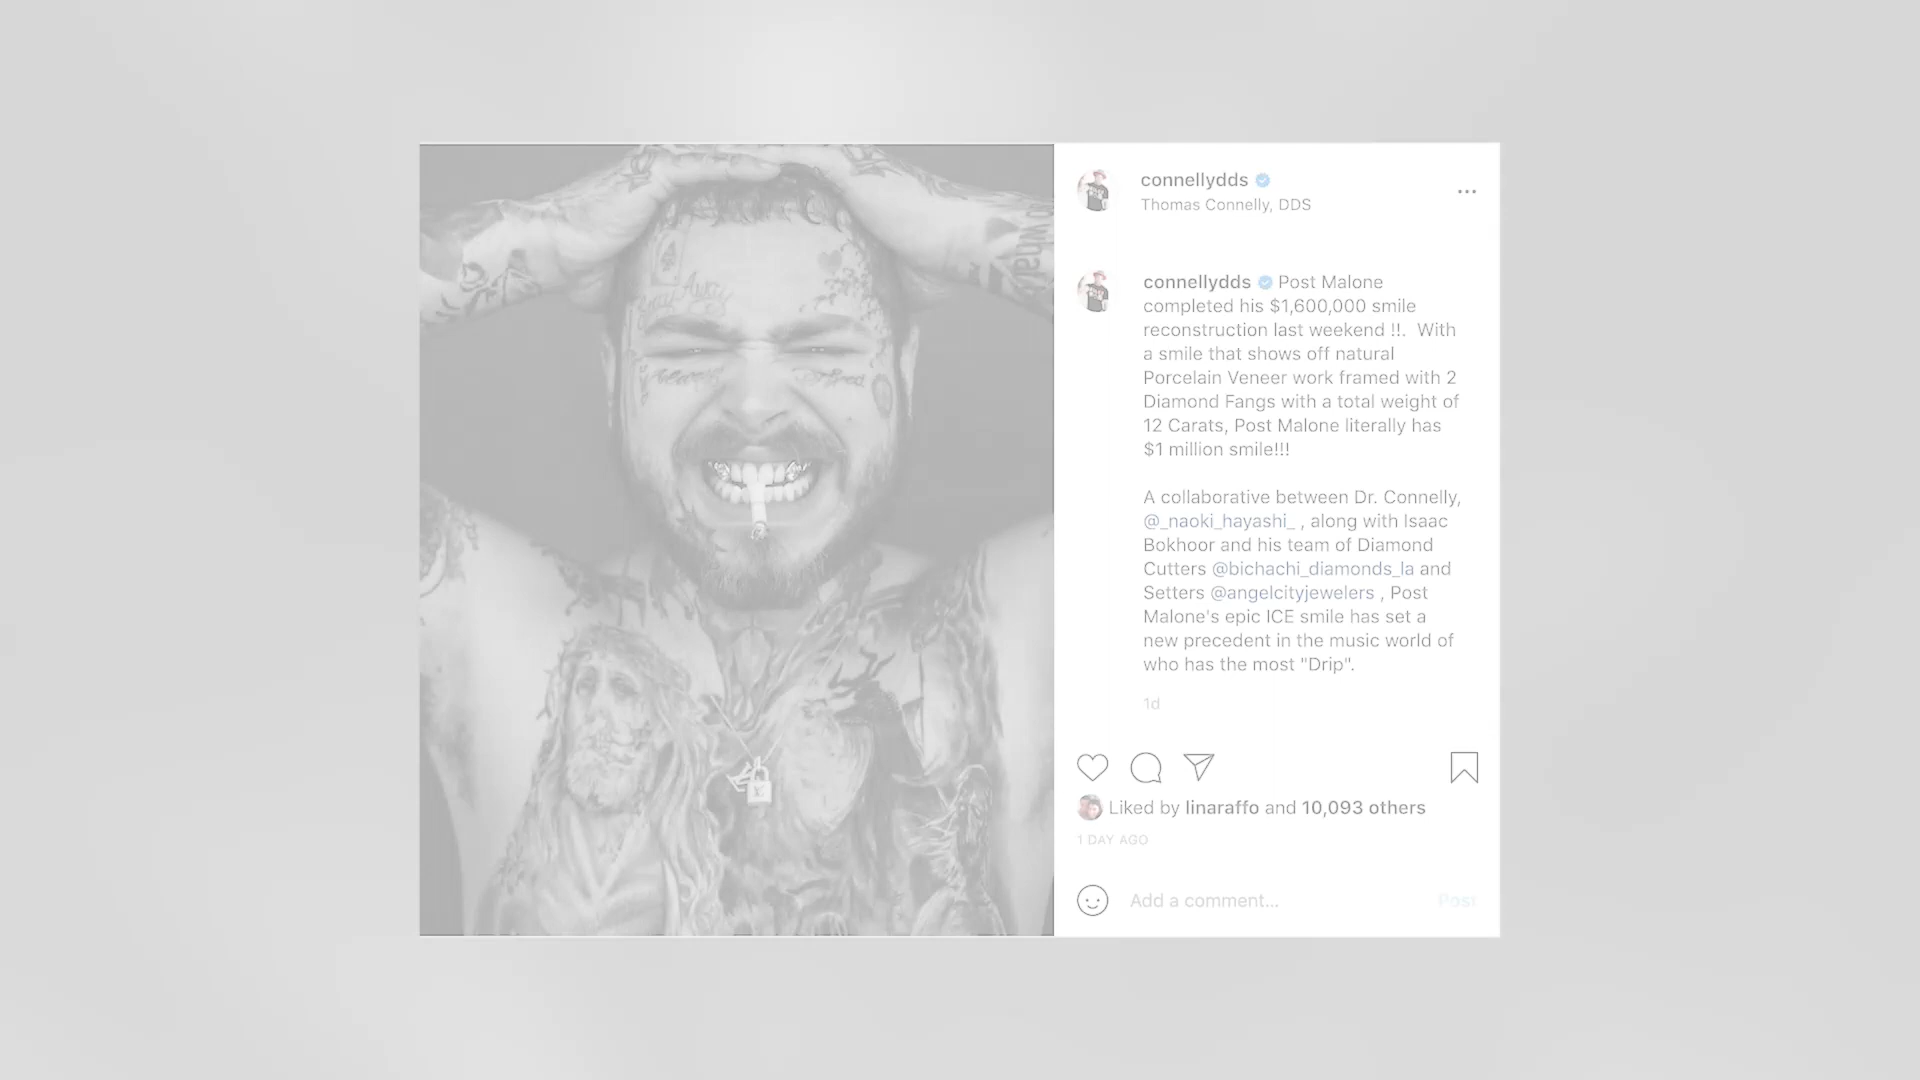 connellydds
Thomas Connelly, DDS
connellydds Post Malone
completed his $1,600,000 smile
reconstruction last weekend !!. With
a smile that shows off natural
Porcelain Veneer work framed with 2
Diamond Fangs with a total weight of
12 Carats, Post Malone literally has
$1 million smile!!!
A collaborative between Dr. Connelly,
@_naoki_hayashi_ , along with Isaac
Bokhoor and his team of Diamond
Cutters @bichachi_diamonds_la and
Setters @angelcityjewelers , Post
Malone's epic ICE smile has set a
new precedent in the music world of
who has the most "Drip".
1d
Liked by linaraffo and 10,093 others
1 DAY AGO
Add a comment...
Post
Away
Always
Tired